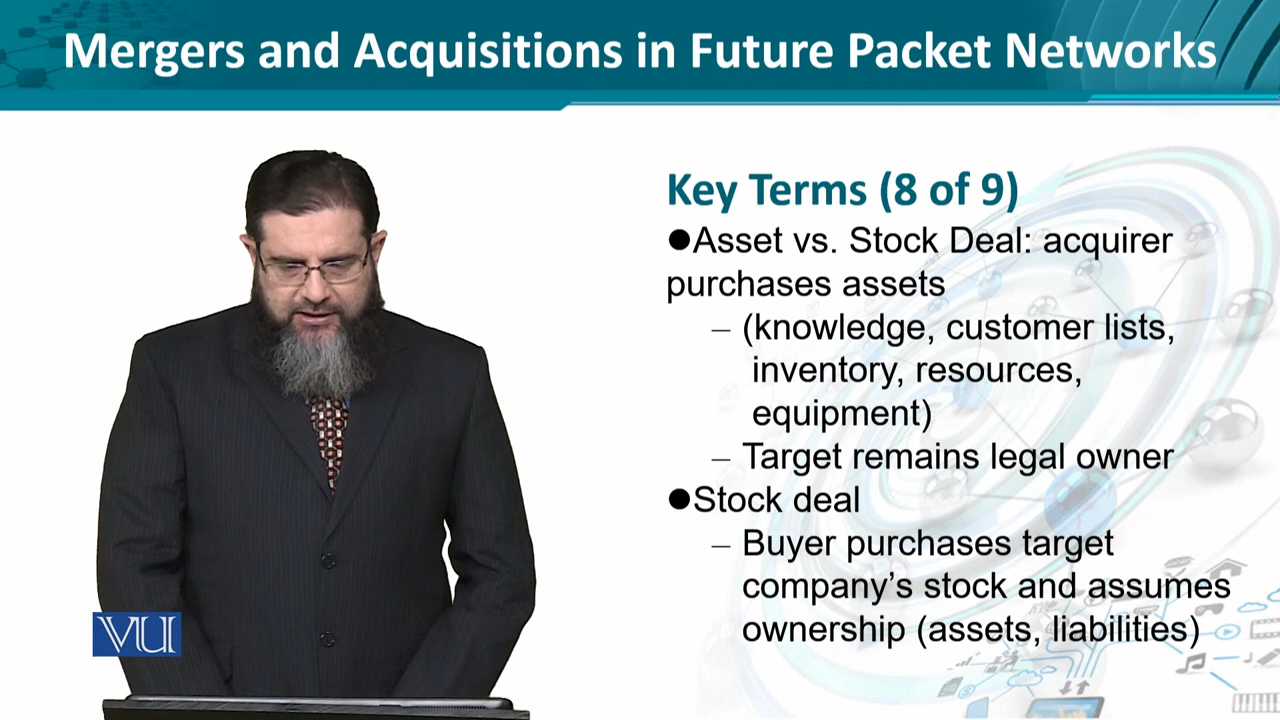 Mergers and Acquisitions in Future Packet Networks
Key Terms (8 of 9)
●Asset vs. Stock Deal: acquirer
purchases assets
– (knowledge, customer lists,
inventory, resources,
equipment)
– Target remains legal owner
●Stock deal
– Buyer purchases target
company’s stock and assumes
ownership (assets, liabilities)
VU